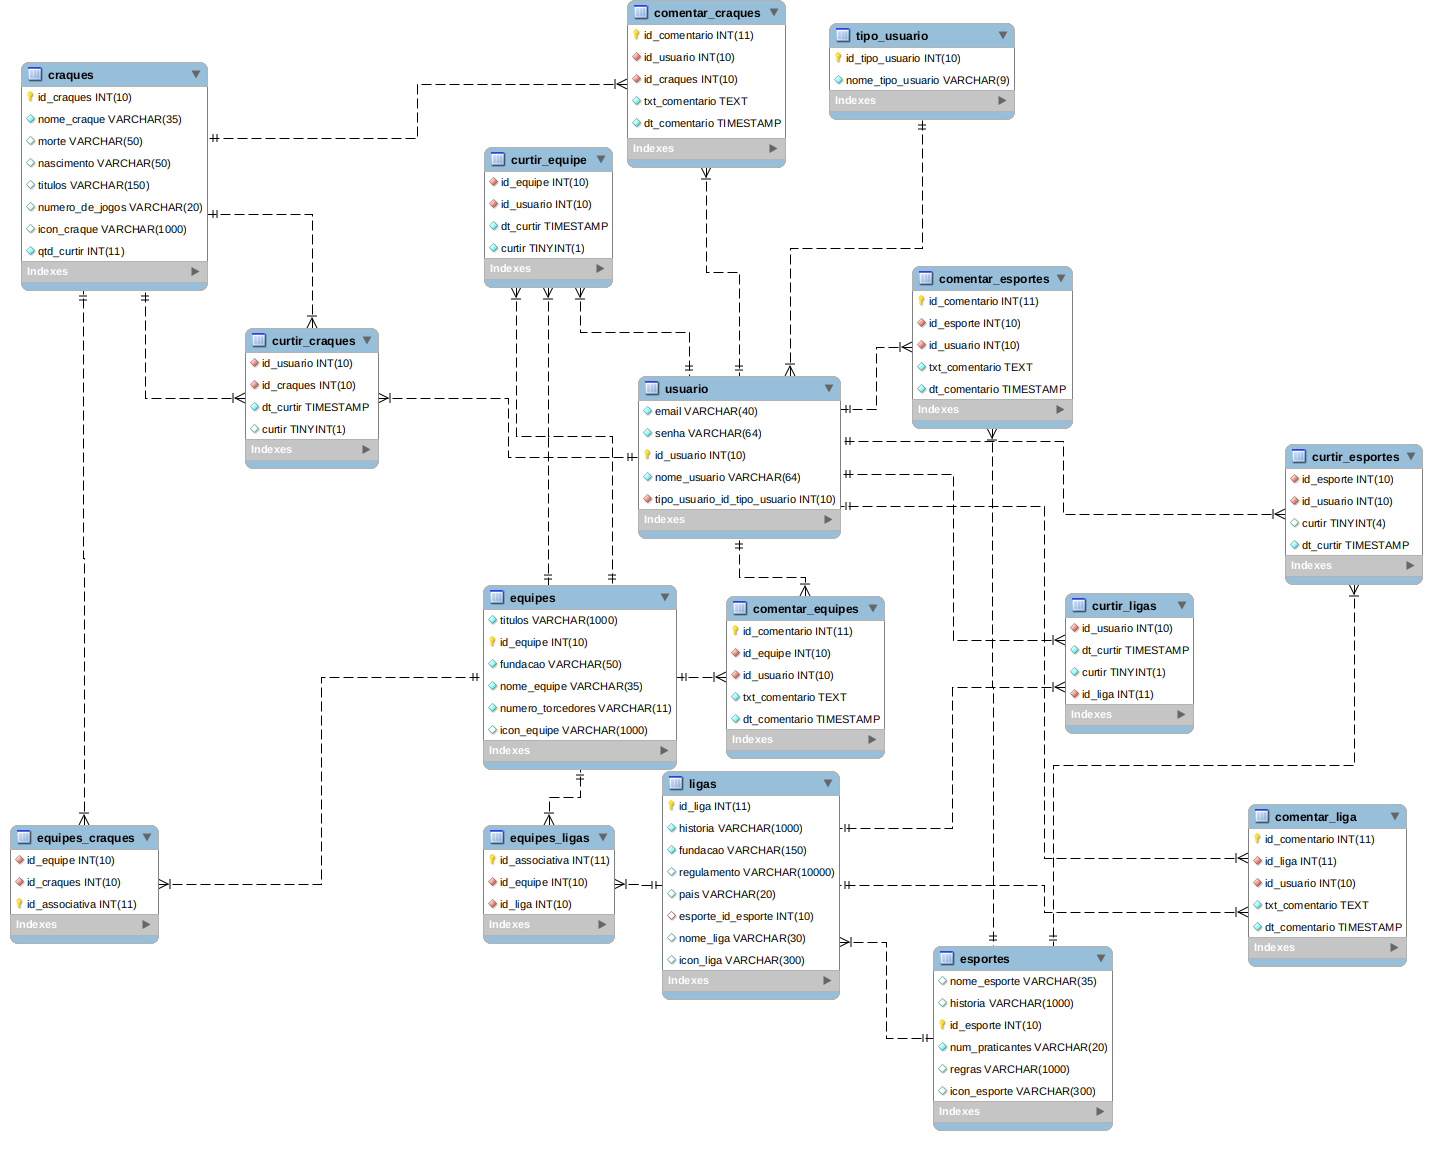 comentar_craques
id_comentario INT(11)
id_usuario INT(10)
id_craques INT(10)
txt_comentario TEXT
dt_comentario TIMESTAMP
Indexes
tipo_usuario
id_tipo_usuario INT(10)
nome_tipo_usuario VARCHAR(9)
Indexes
craques
id_craques INT(10)
nome_craque VARCHAR(35)
morte VARCHAR(50)
nascimento VARCHAR(50)
titulos VARCHAR(150)
numero_de_jogos VARCHAR(20)
icon_craque VARCHAR(1000)
qtd_curtir INT(11)
Indexes
curtir_equipe
id_equipe INT(10)
id_usuario INT(10)
dt_curtir TIMESTAMP
curtir TINYINT(1)
Indexes
comentar_esportes
id_comentario INT(11)
id_esporte INT(10)
id_usuario INT(10)
txt_comentario TEXT
dt_comentario TIMESTAMP
Indexes
curtir_craques
id_usuario INT(10)
id_craques INT(10)
dt_curtir TIMESTAMP
curtir TINYINT(1)
Indexes
usuario
email VARCHAR(40)
senha VARCHAR(64)
id_usuario INT(10)
nome_usuario VARCHAR(64)
tipo_usuario_id_tipo_usuario INT(10)
Indexes
curtir_esportes
id_esporte INT(10)
id_usuario INT(10)
curtir TINYINT(4)
dt_curtir TIMESTAMP
Indexes
equipes
titulos VARCHAR(1000)
id_equipe INT(10)
fundacao VARCHAR(50)
nome_equipe VARCHAR(35)
numero_torcedores VARCHAR(11)
icon_equipe VARCHAR(1000)
Indexes
comentar_equipes
id_comentario INT(11)
id_equipe INT(10)
id_usuario INT(10)
txt_comentario TEXT
dt_comentario TIMESTAMP
Indexes
curtir_ligas
id_usuario INT(10)
dt_curtir TIMESTAMP
curtir TINYINT(1)
id_liga INT(11)
Indexes
ligas
id_liga INT(11)
historia VARCHAR(1000)
fundacao VARCHAR(150)
regulamento VARCHAR(10000)
pais VARCHAR(20)
esporte_id_esporte INT(10)
nome_liga VARCHAR(30)
icon_liga VARCHAR(300)
Indexes
comentar_liga
id_comentario INT(11)
id_liga INT(11)
id_usuario INT(10)
txt_comentario TEXT
dt_comentario TIMESTAMP
Indexes
equipes_craques
id_equipe INT(10)
id_craques INT(10)
id_associativa INT(11)
Indexes
equipes_ligas
id_associativa INT(11)
id_equipe INT(10)
id_liga INT(10)
Indexes
esportes
nome_esporte VARCHAR(35)
historia VARCHAR(1000)
id_esporte INT(10)
num_praticantes VARCHAR(20)
regras VARCHAR(1000)
icon_esporte VARCHAR(300)
Indexes